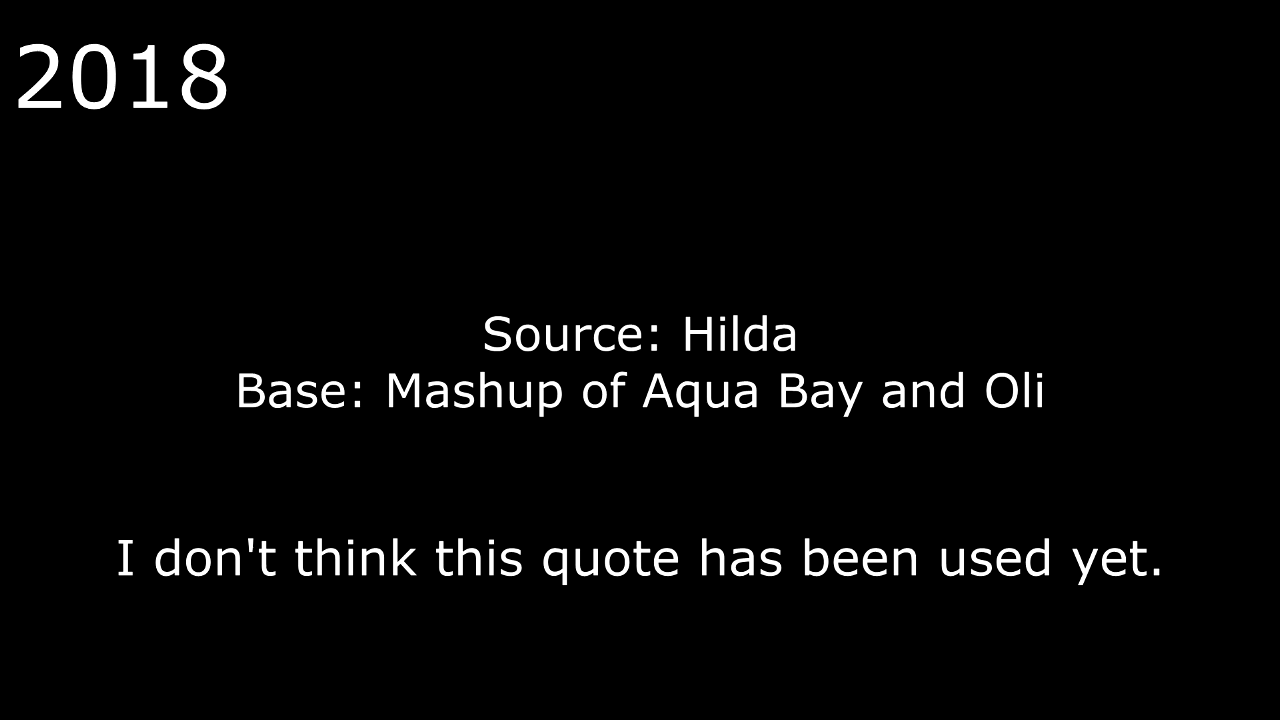 2018
Source: Hilda
Base: Mashup of Aqua Bay and Oli
I don't think this quote has been used yet.